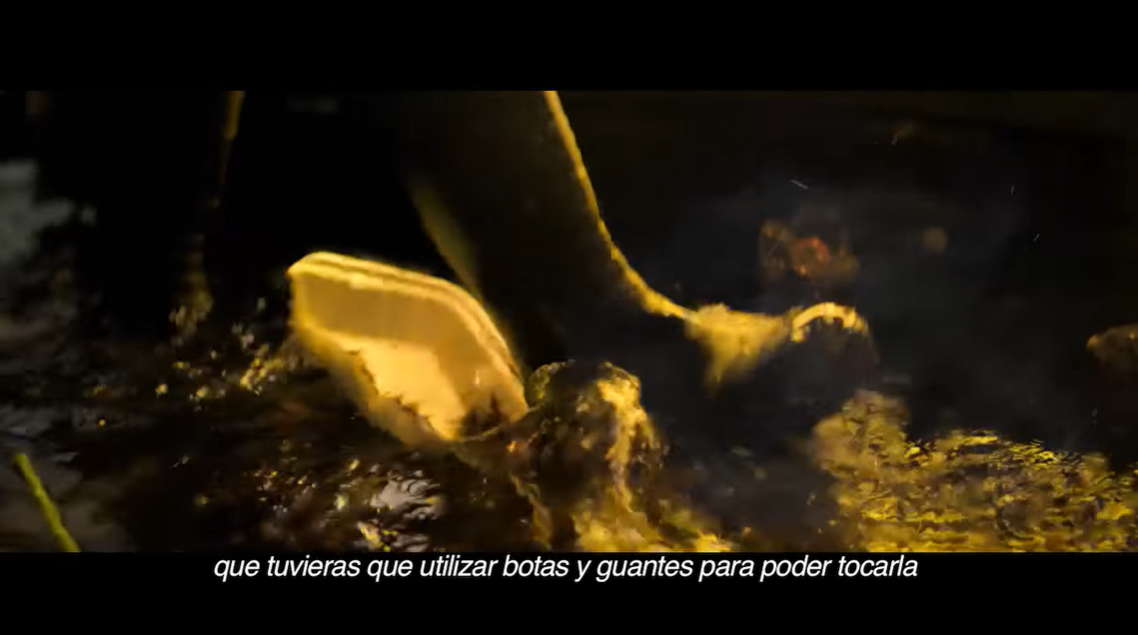 que tuvieras que utilizar botas y guantes para poder tocarla